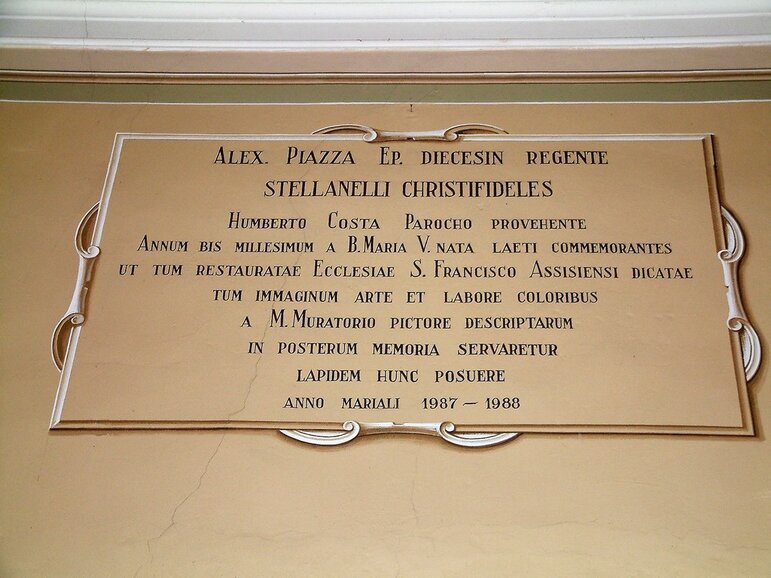 ALEX. PIAZZA EP. DIECESIN REGENTE
STELLANELLI CHRISTIFIDELES
HUMBERTO COSTA PAROCHO PROVEHENTE
ANNUM BIS MILLESIMUM A B.MARIA V. NATA LAETI COMMEMORANTES
UT TUM RESTAURATAE ECCLESIAE S. FRANCISCO ASSISIENSI DICATAE
TUM IMMAGINUM ARTE ET LABORE COLORIBUS
A M. MURATORIO PICTORE DESCRIPTARUM
IN POSTERUM MEMORIA SERVARETUR
LAPIDEM HUNC POSUERE
ANNO MARIALI 1987 – 1988